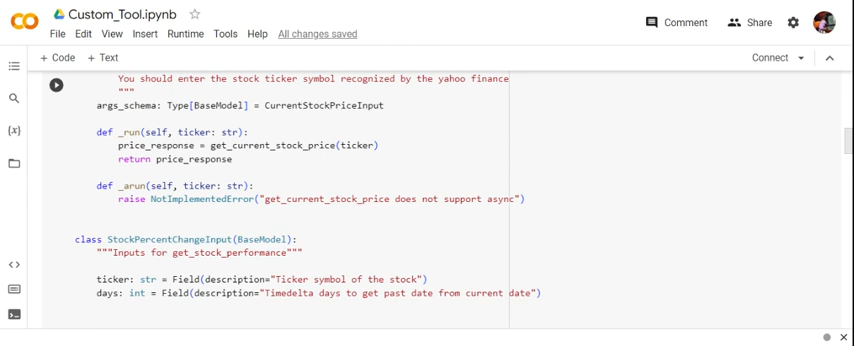 Custom_Tool.ipynb
File Edit View Insert Runtime Tools Help All changes saved
Comment Share
+ Code + Text
Connect
You should enter the stock ticker symbol recognized by the yahoo finance
"""
args_schema: Type[BaseModel] = CurrentStockPriceInput
def _run(self, ticker: str):
price_response = get_current_stock_price(ticker)
return price_response
def _arun(self, ticker: str):
raise NotImplementedError("get_current_stock_price does not support async")
class StockPercentChangeInput(BaseModel):
"""Inputs for get_stock_performance"""
ticker: str = Field(description="Ticker symbol of the stock")
days: int = Field(description="Timedelta days to get past date from current date")